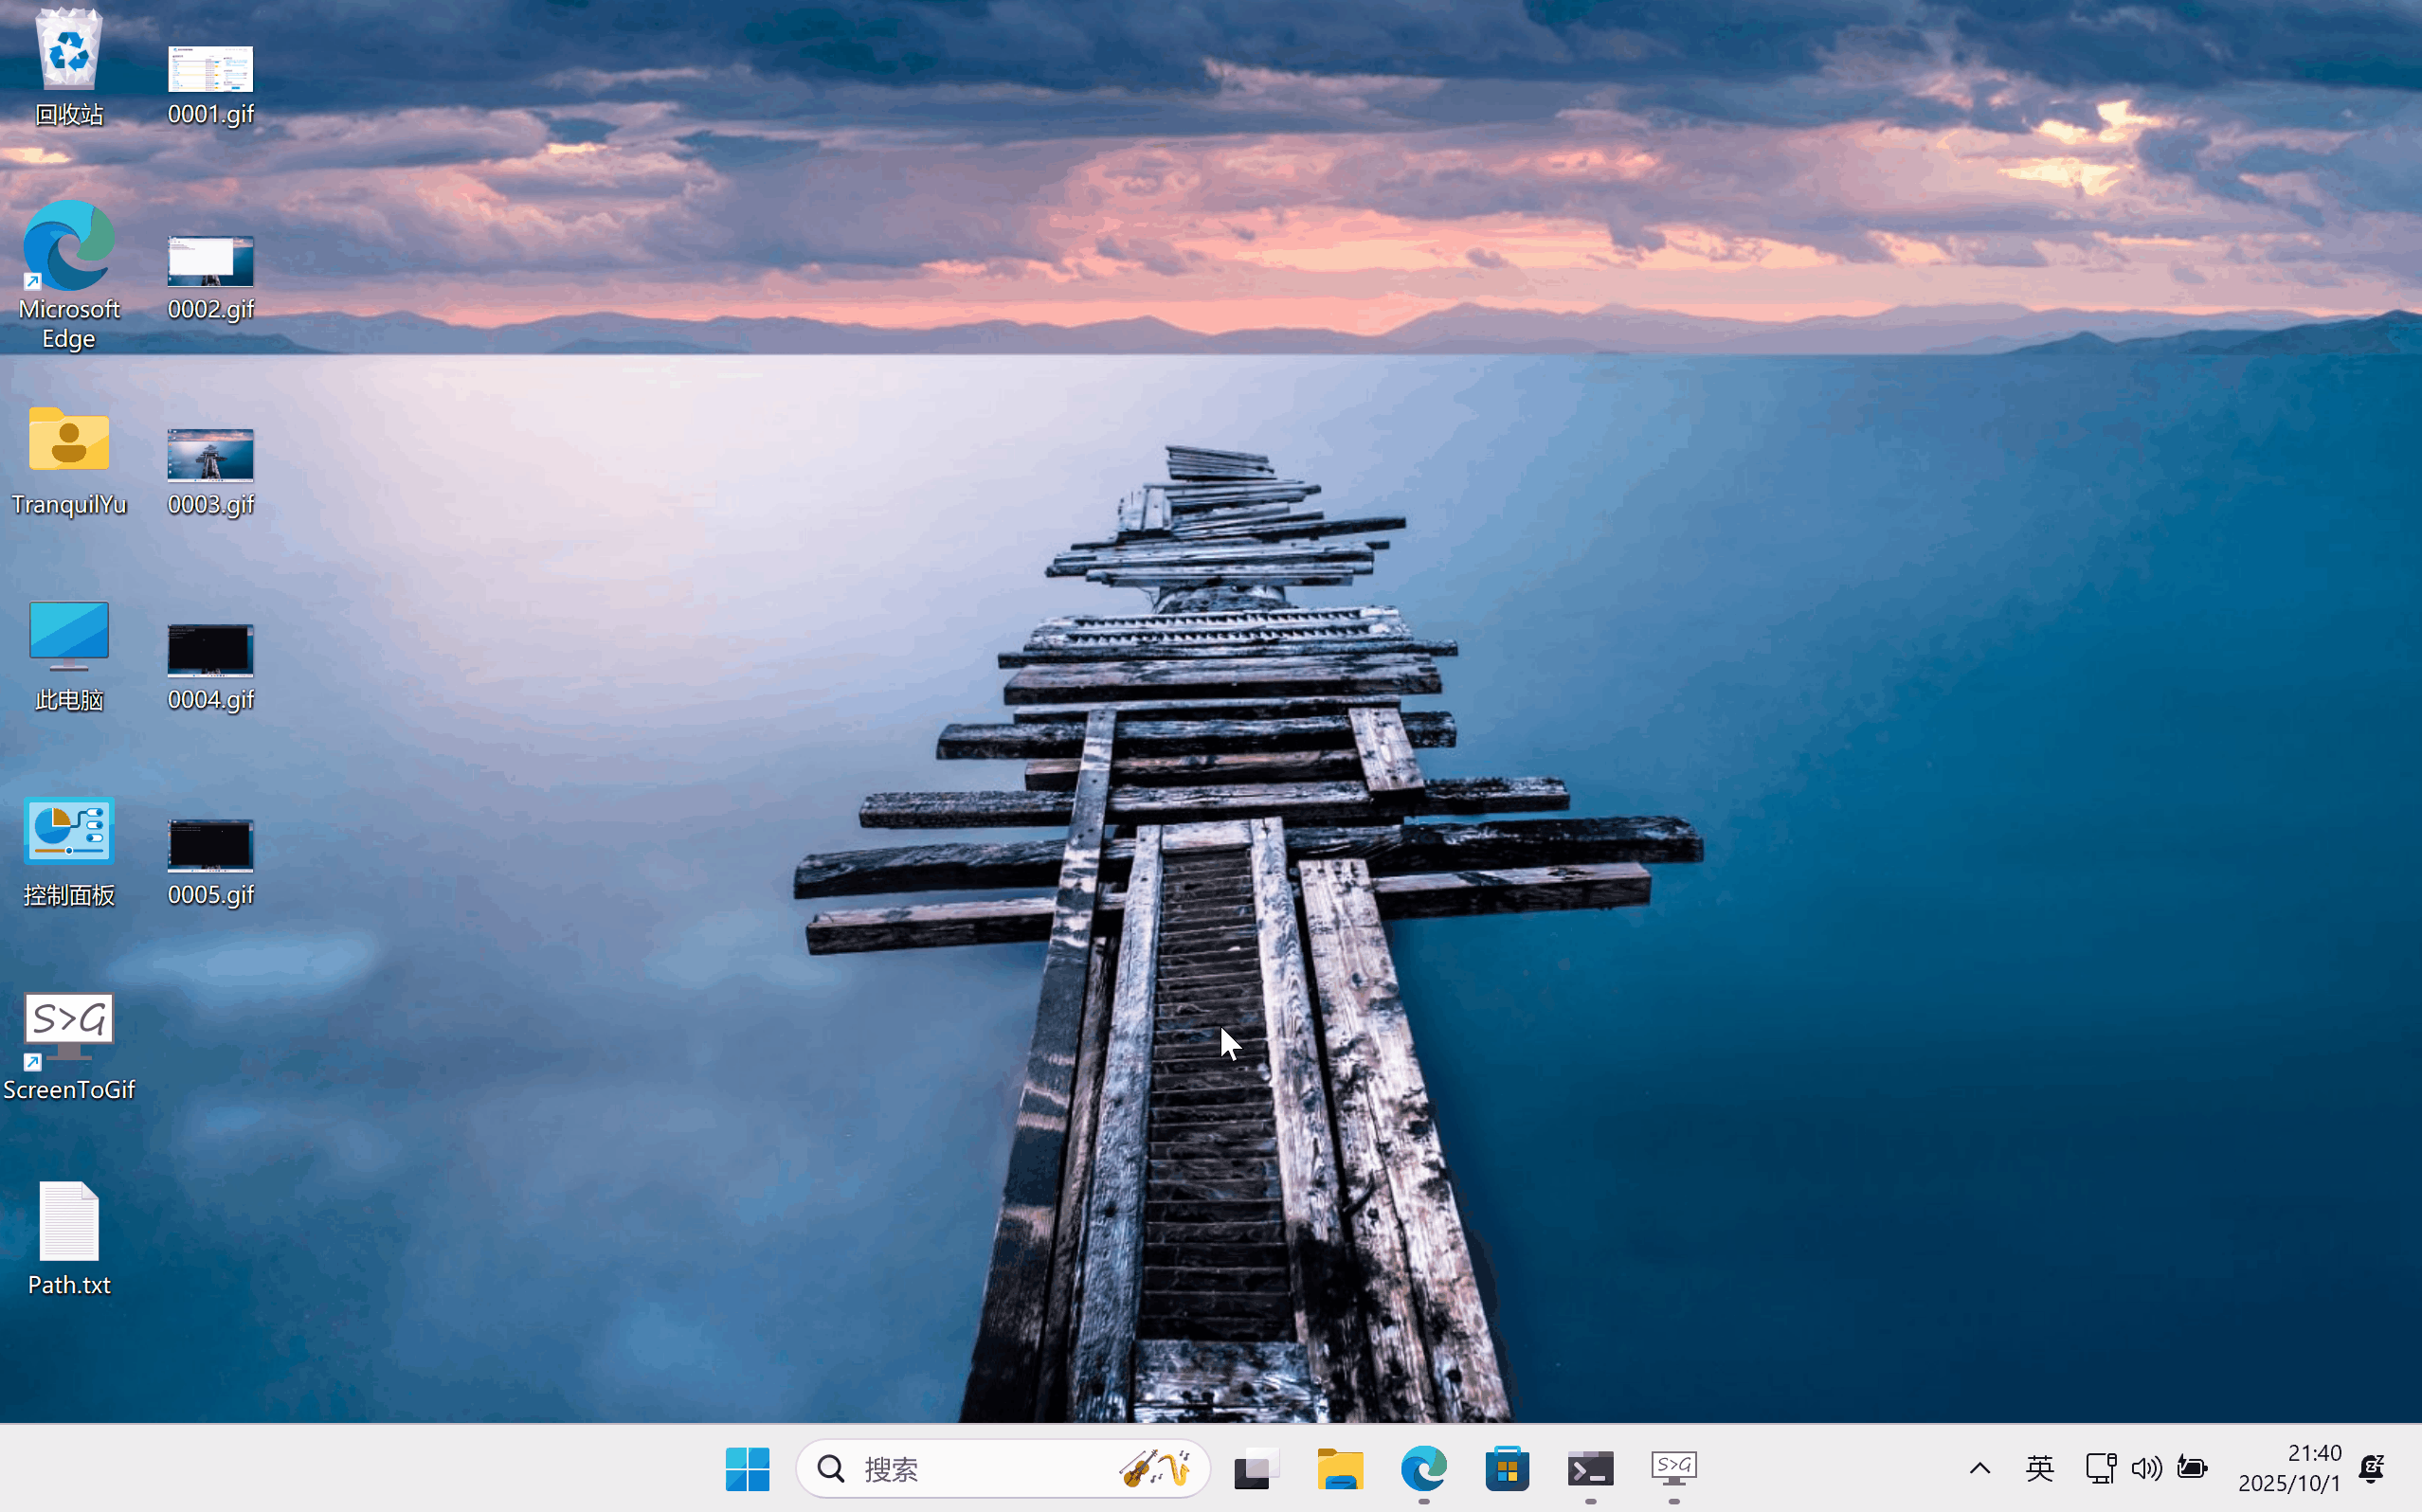 回收站
0001.gif
Microsoft
Edge
0002.gif
TranquilYu
0003.gif
此电脑
0004.gif
控制面板
0005.gif
S>G
ScreenToGif
Path.txt
搜索
S>G
英
21:40
2025/10/1